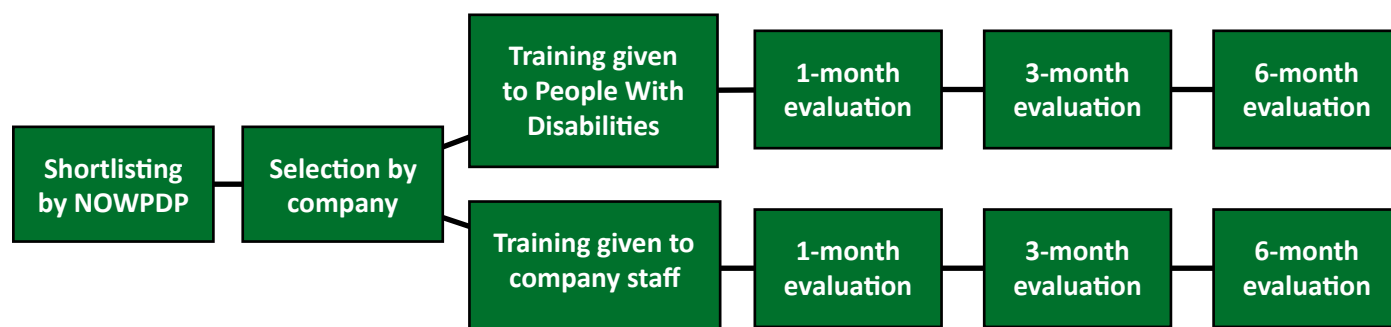 Shortlisting
by NOWPDP
Selection by
company
Training given
to People With
Disabilities
1-month
evaluation
3-month
evaluation
6-month
evaluation
Training given to
company staff
1-month
evaluation
3-month
evaluation
6-month
evaluation